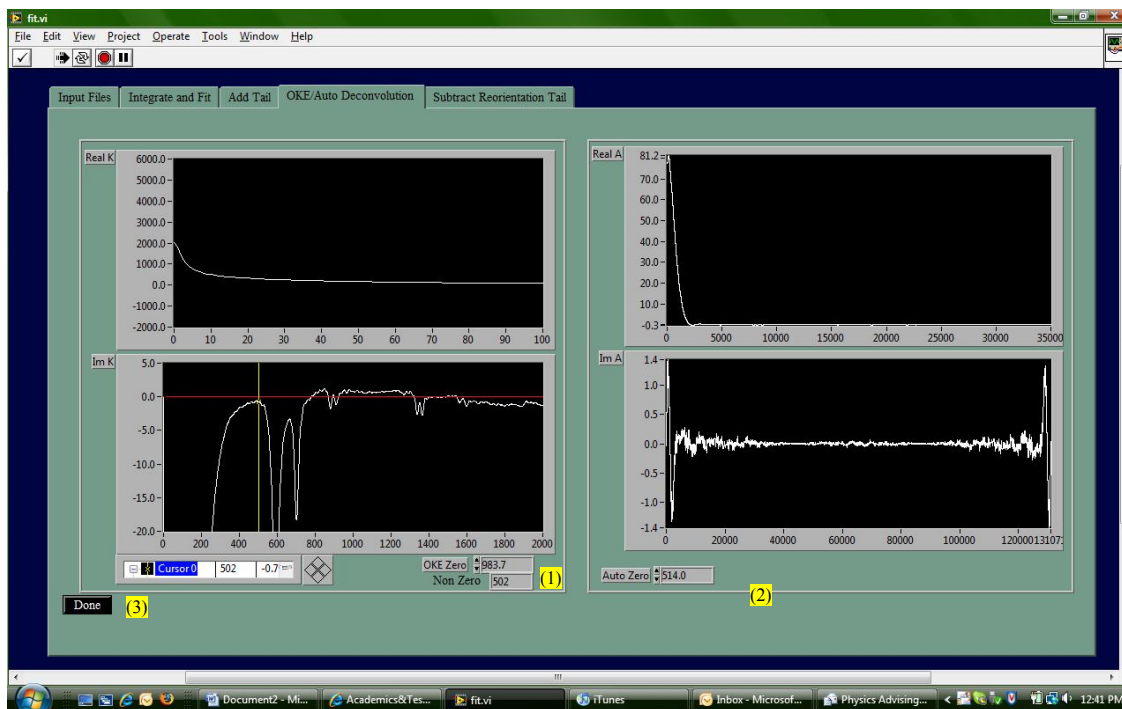 fit.vi
File Edit View Project Operate Tools Window Help
Input Files Integrate and Fit Add Tail OKE/Auto Deconvolution Subtract Reorientation Tail
Real K
6000.0
5000.0
4000.0
3000.0
2000.0
1000.0
0.0
-1000.0
-2000.0
0 10 20 30 40 50 60 70 80 90 100
Im K
5.0
0.0
-5.0
-10.0
-15.0
-20.0
0 200 400 600 800 1000 1200 1400 1600 1800 2000
Cursor 0 502 -0.7
OKE Zero 983.7
Non Zero 502
(1)
Real A
81.2
70.0
60.0
50.0
40.0
30.0
20.0
10.0
-0.3
0 5000 10000 15000 20000 25000 30000 35000
Im A
1.4
1.0
0.5
0.0
-0.5
-1.0
-1.4
0 20000 40000 60000 80000 100000 120000 13107
Auto Zero 514.0
(2)
Done
(3)
Document2 - Mi... Academics&Tes... fit.vi iTunes Inbox - Microsof... Physics Advising... 12:41 PM